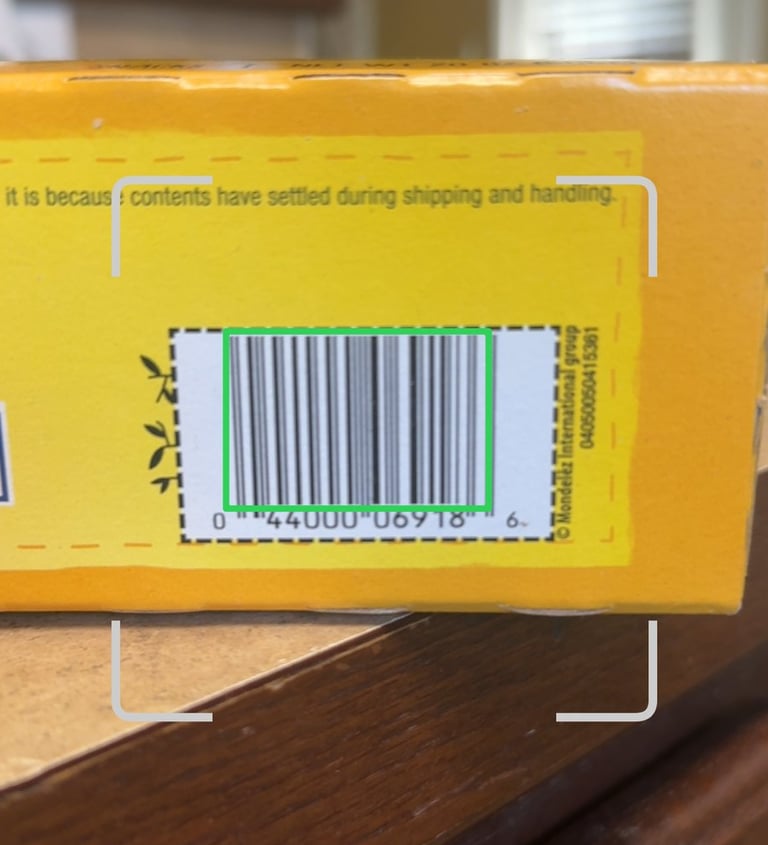 it is because contents have settled during shipping and handling.
0 44000 06918 6
© Mondelēz International group
04050050415361